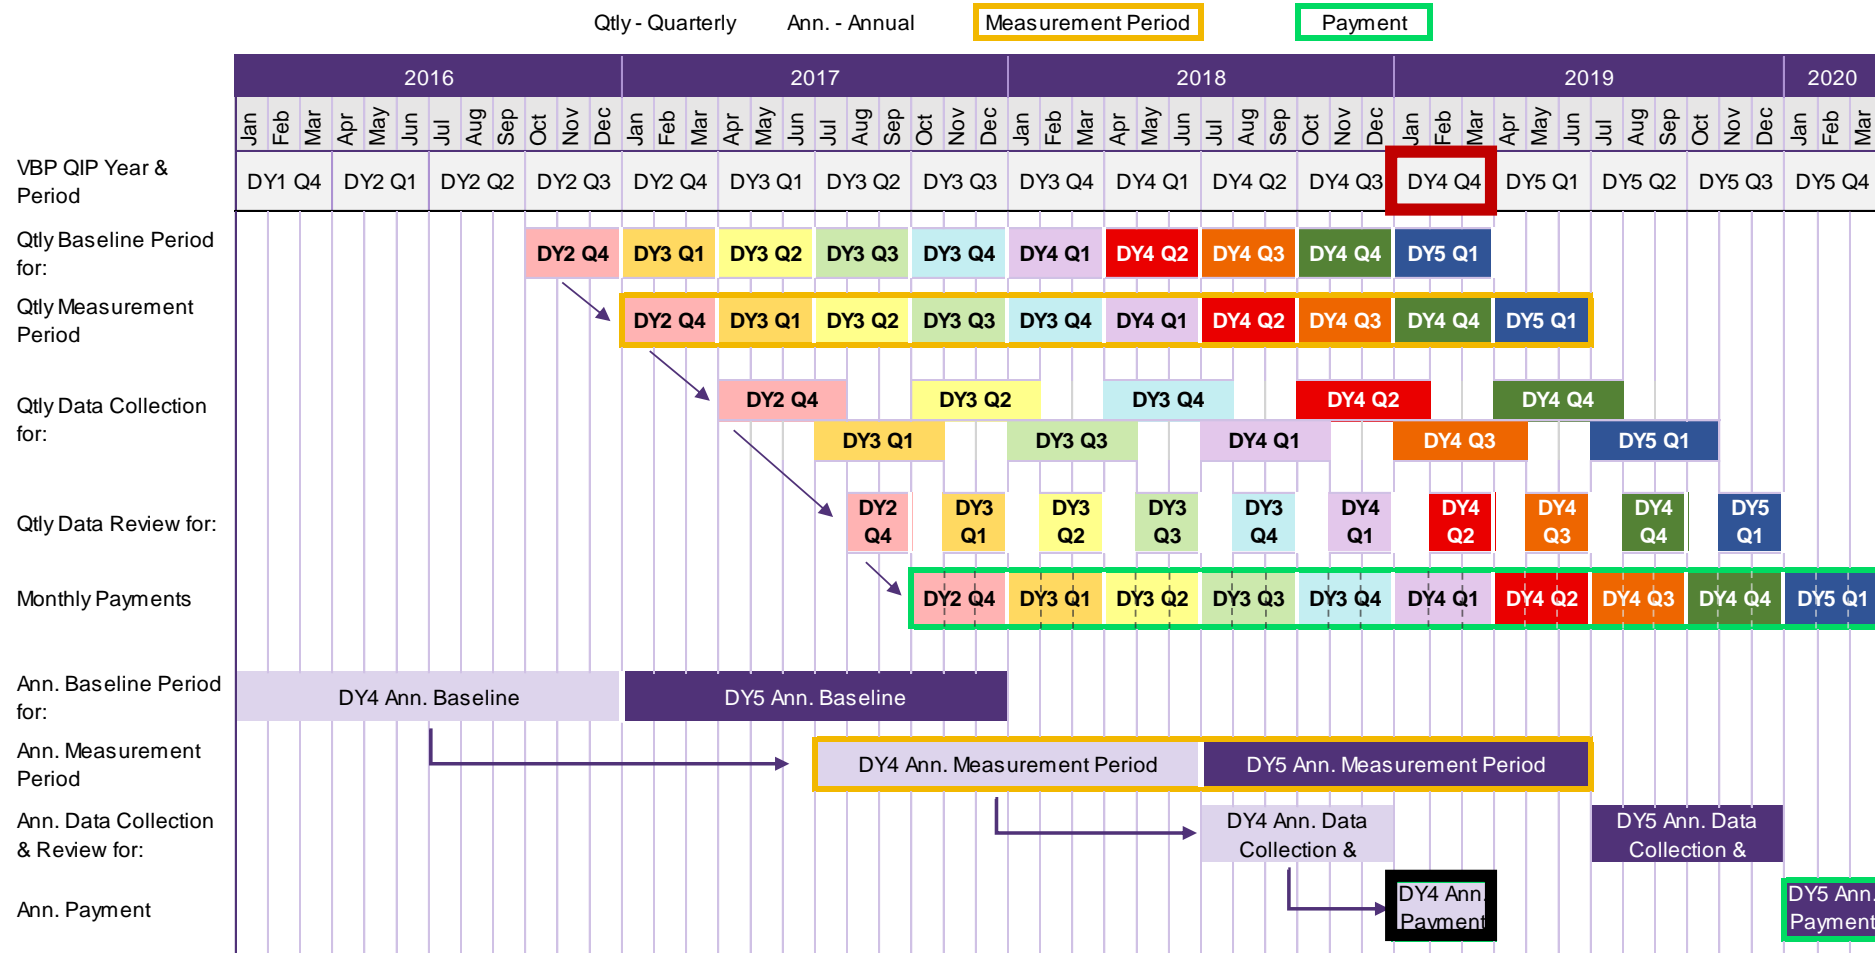 Qtly - Quarterly Ann. - Annual Measurement Period Payment
2016 2017 2018 2019 2020
Jan Feb Mar Apr May Jun Jul Aug Sep Oct Nov Dec Jan Feb Mar Apr May Jun Jul Aug Sep Oct Nov Dec Jan Feb Mar Apr May Jun Jul Aug Sep Oct Nov Dec Jan Feb Mar Apr May Jun Jul Aug Sep Oct Nov Dec Jan Feb Mar
VBP QIP Year &
Period
DY1 Q4 DY2 Q1 DY2 Q2 DY2 Q3 DY2 Q4 DY3 Q1 DY3 Q2 DY3 Q3 DY3 Q4 DY4 Q1 DY4 Q2 DY4 Q3 DY4 Q4 DY5 Q1 DY5 Q2 DY5 Q3 DY5 Q4
Qtly Baseline Period
for:
DY2 Q4 DY3 Q1 DY3 Q2 DY3 Q3 DY3 Q4 DY4 Q1 DY4 Q2 DY4 Q3 DY4 Q4 DY5 Q1
Qtly Measurement
Period
DY2 Q4 DY3 Q1 DY3 Q2 DY3 Q3 DY3 Q4 DY4 Q1 DY4 Q2 DY4 Q3 DY4 Q4 DY5 Q1
Qtly Data Collection
for:
DY2 Q4 DY3 Q2 DY3 Q4 DY4 Q2 DY4 Q4
DY3 Q1 DY3 Q3 DY4 Q1 DY4 Q3 DY5 Q1
Qtly Data Review for:
DY2 DY3 DY3 DY3 DY3 DY4 DY4 DY4 DY4 DY5
Q4 Q1 Q2 Q3 Q4 Q1 Q2 Q3 Q4 Q1
Monthly Payments
DY2 Q4 DY3 Q1 DY3 Q2 DY3 Q3 DY3 Q4 DY4 Q1 DY4 Q2 DY4 Q3 DY4 Q4 DY5 Q1
Ann. Baseline Period
for:
DY4 Ann. Baseline DY5 Ann. Baseline
Ann. Measurement
Period
DY4 Ann. Measurement Period DY5 Ann. Measurement Period
Ann. Data Collection
& Review for:
DY4 Ann. Data
Collection &
DY5 Ann. Data
Collection &
Ann. Payment
DY4 Ann.
Payment
DY5 Ann.
Payment